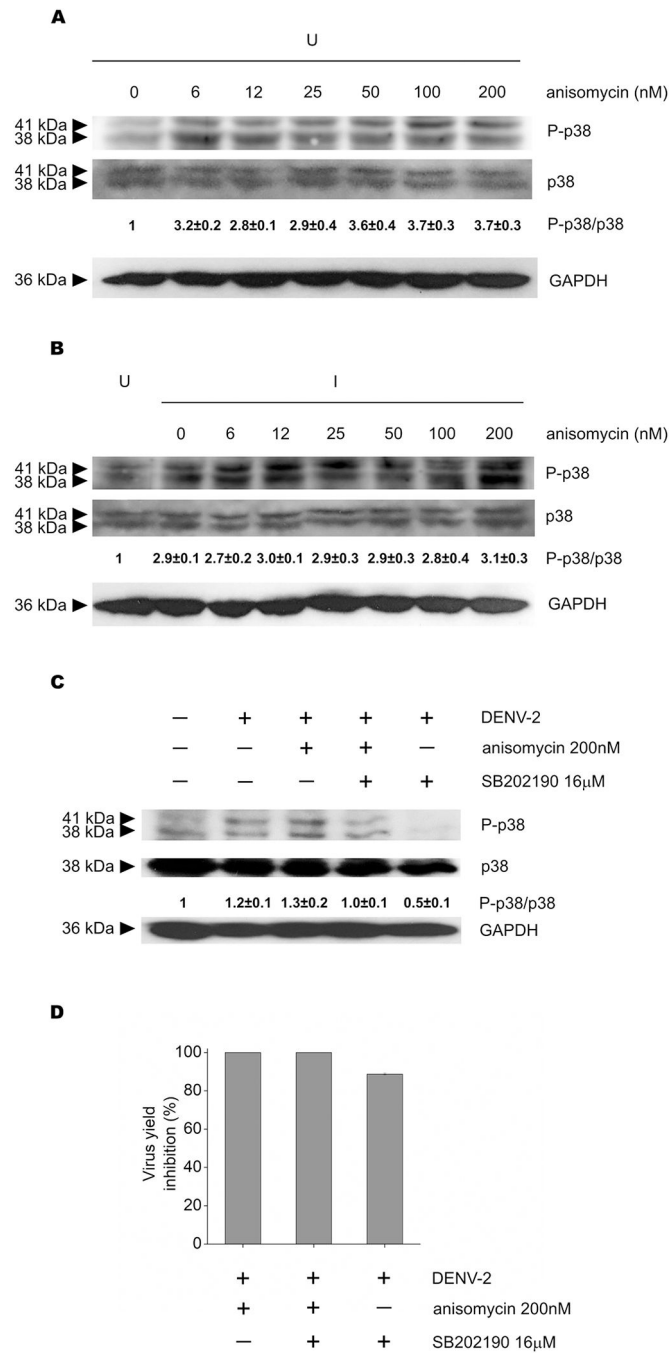 A
U
0 6 12 25 50 100 200 anisomycin (nM)
41 kDa
38 kDa
P-p38
41 kDa
38 kDa
p38
1 3.2±0.2 2.8±0.1 2.9±0.4 3.6±0.4 3.7±0.3 3.7±0.3 P-p38/p38
36 kDa GAPDH
B
U I
0 6 12 25 50 100 200 anisomycin (nM)
41 kDa
38 kDa
P-p38
41 kDa
38 kDa
p38
1 2.9±0.1 2.7±0.2 3.0±0.1 2.9±0.3 2.9±0.3 2.8±0.4 3.1±0.3 P-p38/p38
36 kDa GAPDH
C
— + + + + DENV-2
— — + + — anisomycin 200nM
— — — + + SB202190 16µM
41 kDa
38 kDa
P-p38
38 kDa p38
1 1.2±0.1 1.3±0.2 1.0±0.1 0.5±0.1 P-p38/p38
36 kDa GAPDH
D
Virus yield
inhibition (%)
100
80
60
40
20
0
+ + + DENV-2
+ + — anisomycin 200nM
— + + SB202190 16µM